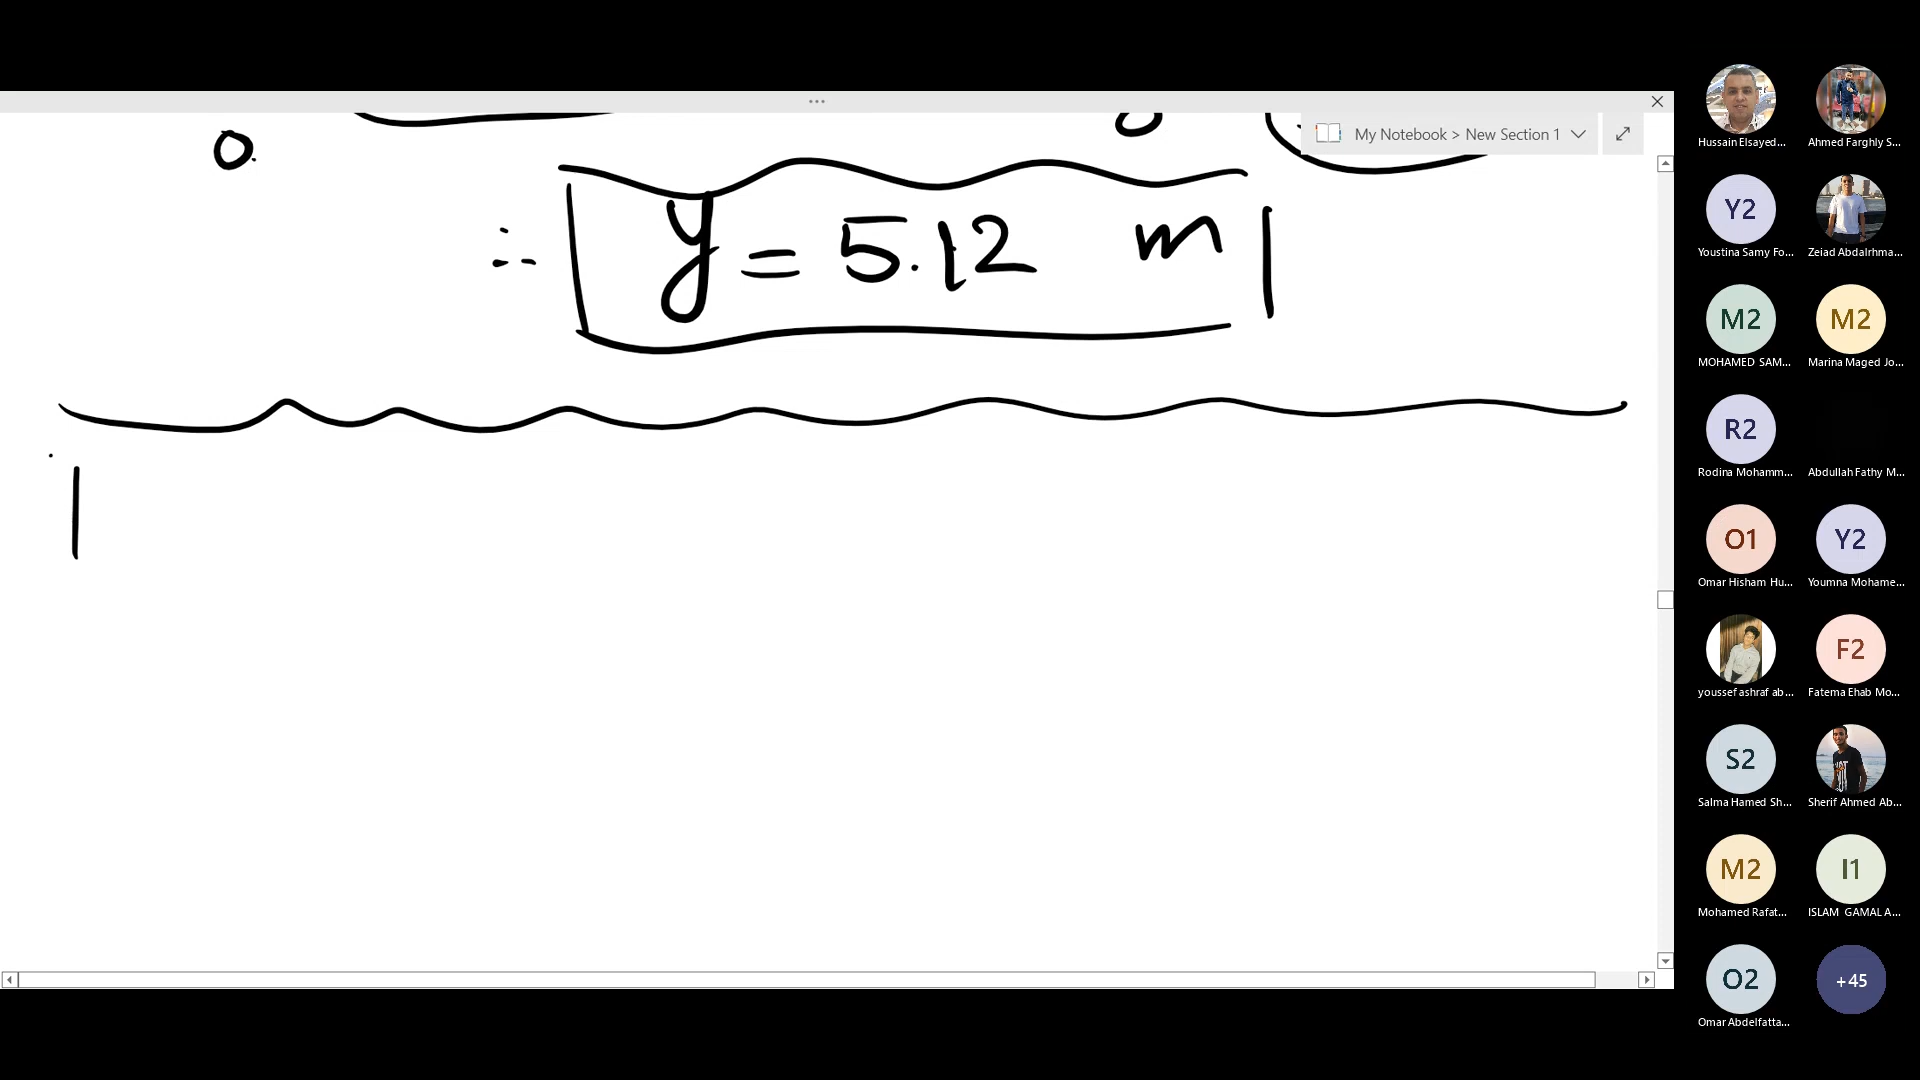 My Notebook > New Section 1
0
∴ y = 5.12 m
Hussain Elsayed... Ahmed Farghly S...
Y2
Youstina Samy Fo... Zeiad Abdalrhma...
M2 M2
MOHAMED SAM... Marina Maged Jo...
R2
Rodina Mohamm... Abdullah Fathy M...
O1 Y2
Omar Hisham Hu... Youmna Mohame...
F2
youssef ashraf ab... Fatema Ehab Mo...
S2
Salma Hamed Sh... Sherif Ahmed Ab...
M2 I1
Mohamed Rafat... ISLAM GAMAL A...
O2 +45
Omar Abdelfatta...